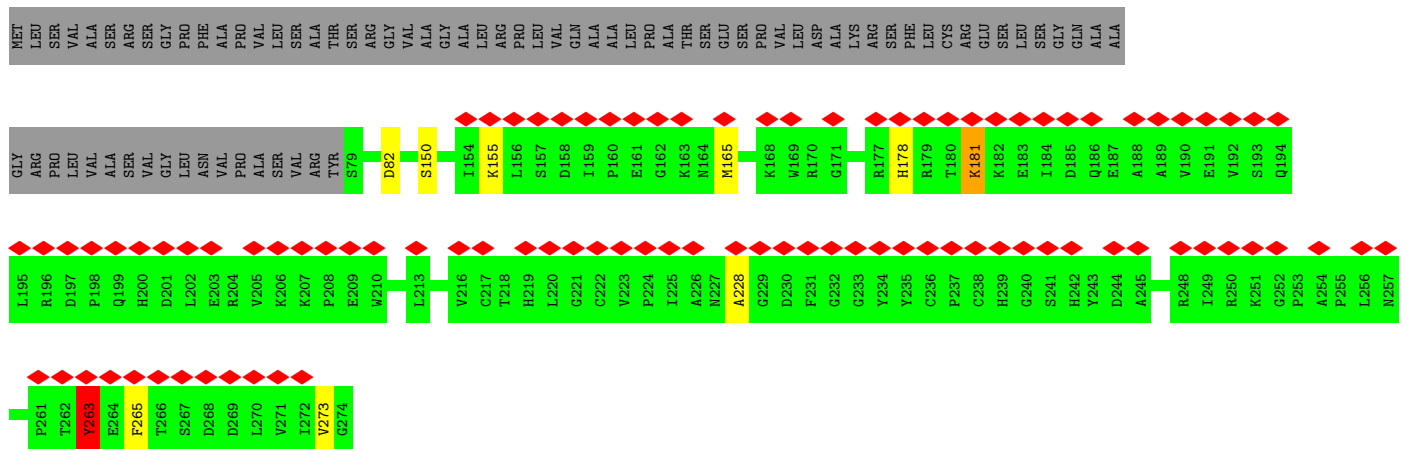 MET LEU SER VAL ALA SER ARG SER GLY PRO PHE ALA PRO VAL LEU SER ALA THR SER ARG GLY VAL ALA GLY ALA LEU ARG PRO LEU VAL GLN ALA ALA LEU PRO ALA THR SER GLU SER PRO VAL LEU ASP ALA LYS ARG SER PHE LEU CYS ARG GLU SER LEU SER GLY GLN ALA ALA
GLY ARG PRO LEU VAL ALA SER VAL GLY LEU ASN VAL PRO ALA SER VAL ARG TYR S79 D82 S150 I154 K155 L156 S157 D158 I159 P160 E161 G162 K163 N164 M165 K168 W169 R170 G171 R177 H178 R179 T180 K181 K182 E183 I184 D185 Q186 E187 A188 A189 V190 E191 V192 S193 Q194
L195 R196 D197 P198 Q199 H200 D201 L202 E203 R204 V205 K206 K207 P208 E209 W210 L213 V216 C217 T218 H219 L220 G221 C222 V223 P224 I225 A226 N227 A228 G229 D230 F231 G232 G233 Y234 Y235 C236 P237 C238 H239 G240 S241 H242 Y243 D244 A245 R248 I249 R250 K251 G252 P253 A254 P255 L256 N257
P261 T262 Y263 E264 F265 T266 S267 D268 D269 L270 V271 I272 V273 G274